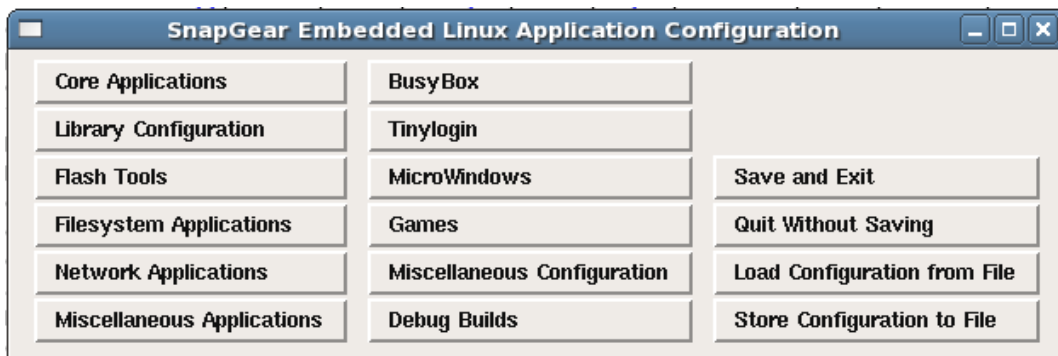 SnapGear Embedded Linux Application Configuration
Core Applications
BusyBox
Library Configuration
Tinylogin
Flash Tools
MicroWindows
Save and Exit
Filesystem Applications
Games
Quit Without Saving
Network Applications
Miscellaneous Configuration
Load Configuration from File
Miscellaneous Applications
Debug Builds
Store Configuration to File